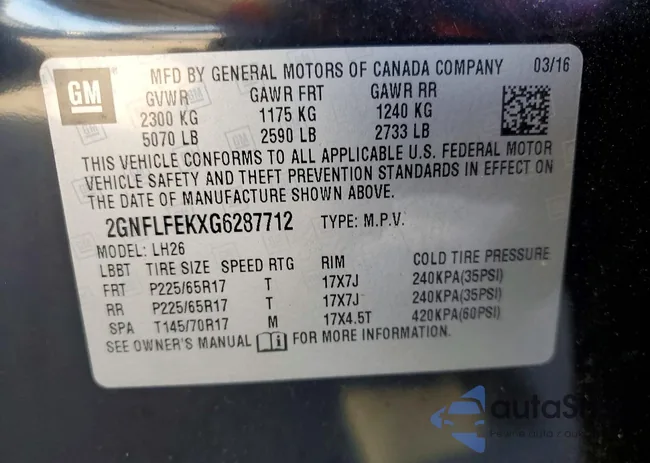 GM
MFD BY GENERAL MOTORS OF CANADA COMPANY 03/16
GVWR GAWR FRT GAWR RR
2300 KG 1175 KG 1240 KG
5070 LB 2590 LB 2733 LB
THIS VEHICLE CONFORMS TO ALL APPLICABLE U.S. FEDERAL MOTOR
VEHICLE SAFETY AND THEFT PREVENTION STANDARDS IN EFFECT ON
THE DATE OF MANUFACTURE SHOWN ABOVE.
2GNFLFEKXG6287712 TYPE: M.P.V.
MODEL: LH26
LBBT TIRE SIZE SPEED RTG RIM COLD TIRE PRESSURE
FRT P225/65R17 T 17X7J 240KPA(35PSI)
RR P225/65R17 T 17X7J 240KPA(35PSI)
SPA T145/70R17 M 17X4.5T 420KPA(60PSI)
SEE OWNER'S MANUAL i FOR MORE INFORMATION.